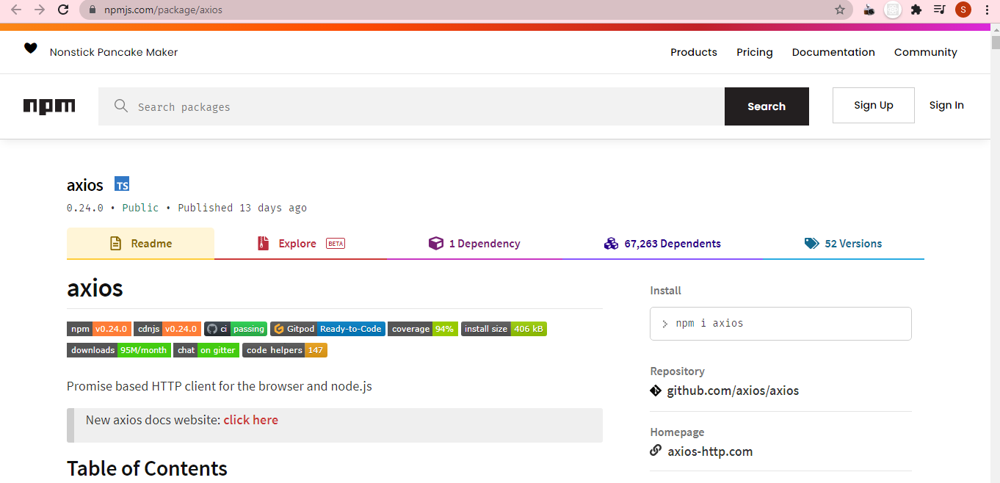 npmjs.com/package/axios
S
Nonstick Pancake Maker
Products Pricing Documentation Community
npm
Search packages
Search
Sign Up
Sign In
axios TS
0.24.0 • Public • Published 13 days ago
Readme
Explore BETA
1 Dependency
67,263 Dependents
52 Versions
axios
npm v0.24.0 cdnjs v0.24.0 ci passing Gitpod Ready-to-Code coverage 94% install size 406 kB
downloads 95M/month chat on gitter code helpers 147
Promise based HTTP client for the browser and node.js
New axios docs website: click here
Table of Contents
Install
> npm i axios
Repository
github.com/axios/axios
Homepage
axios-http.com